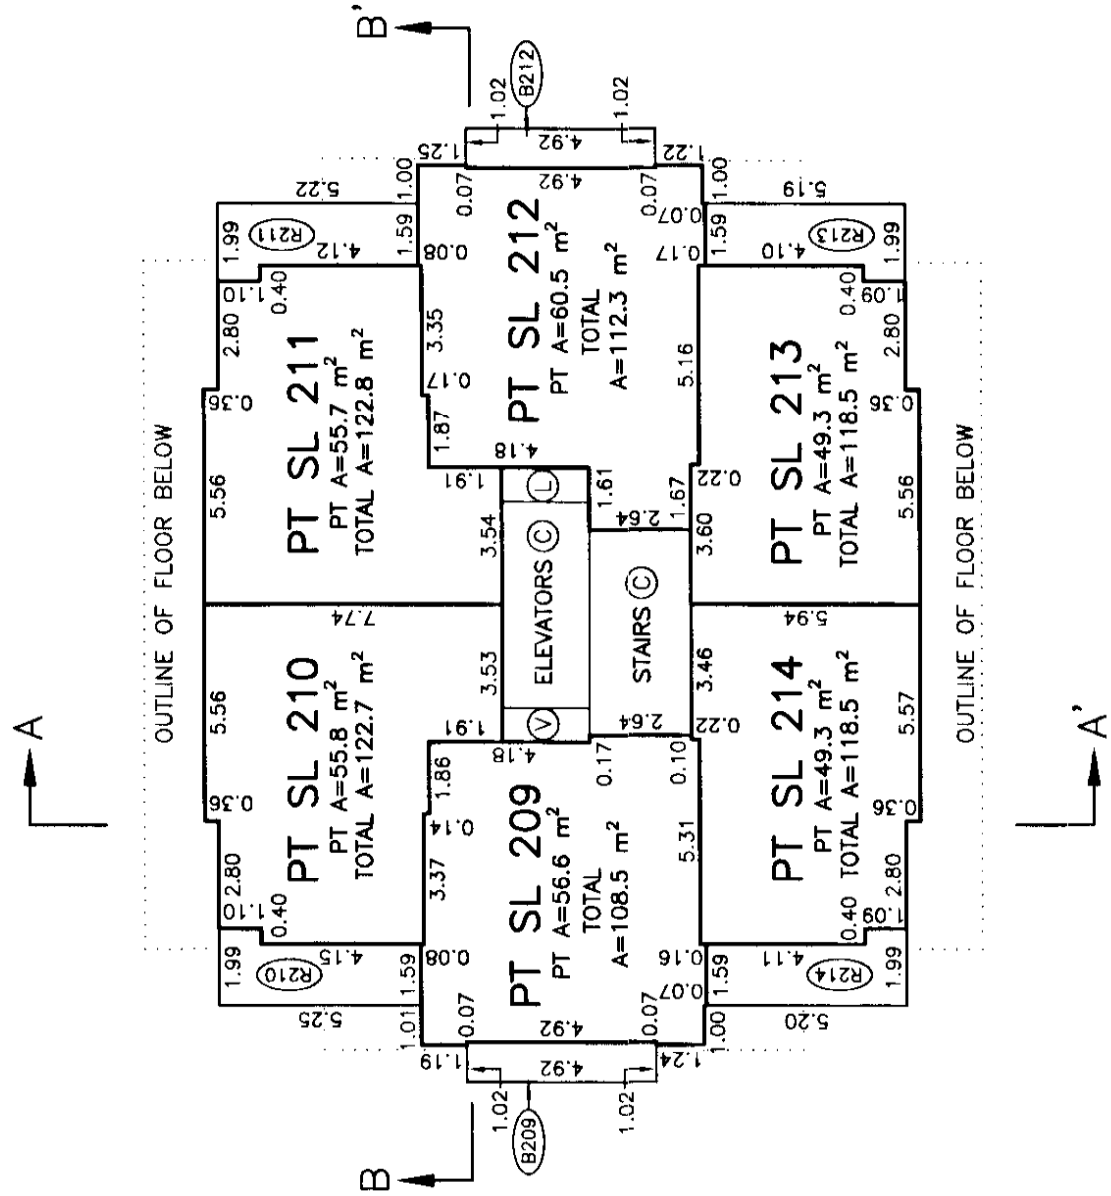 A
A'
OUTLINE OF FLOOR BELOW
5.56
5.56
0.36
0.36
2.80
2.80
1.10
1.10
0.40
0.40
1.99
1.99
R210
R211
5.25
5.22
4.15
4.12
PT SL 210
PT A=55.8 m²
TOTAL A=122.7 m²
7.74
PT SL 211
PT A=55.7 m²
TOTAL A=122.8 m²
1.01
1.59
0.08
3.37
0.14
1.86
1.91
3.53
3.54
1.91
1.87
0.17
3.35
0.08
1.59
1.00
B
B'
1.19
0.07
1.25
0.07
1.02
1.02
B209
B212
4.92
4.92
4.92
4.92
1.02
1.02
PT SL 209
PT A=56.6 m²
TOTAL
A=108.5 m²
4.18
V
ELEVATORS C
L
4.18
PT SL 212
PT A=60.5 m²
TOTAL
A=112.3 m²
0.17
2.64
STAIRS C
2.64
1.61
1.24
0.07
1.22
0.07
1.00
0.07
1.59
0.16
5.31
0.10
0.22
3.46
3.60
1.67
0.22
5.16
0.17
1.59
0.07
1.00
PT SL 214
PT A=49.3 m²
TOTAL A=118.5 m²
5.94
PT SL 213
PT A=49.3 m²
TOTAL A=118.5 m²
5.20
4.11
R214
4.10
R213
5.19
0.40
0.40
1.09
1.09
1.99
1.99
2.80
2.80
0.36
0.36
5.57
5.56
OUTLINE OF FLOOR BELOW